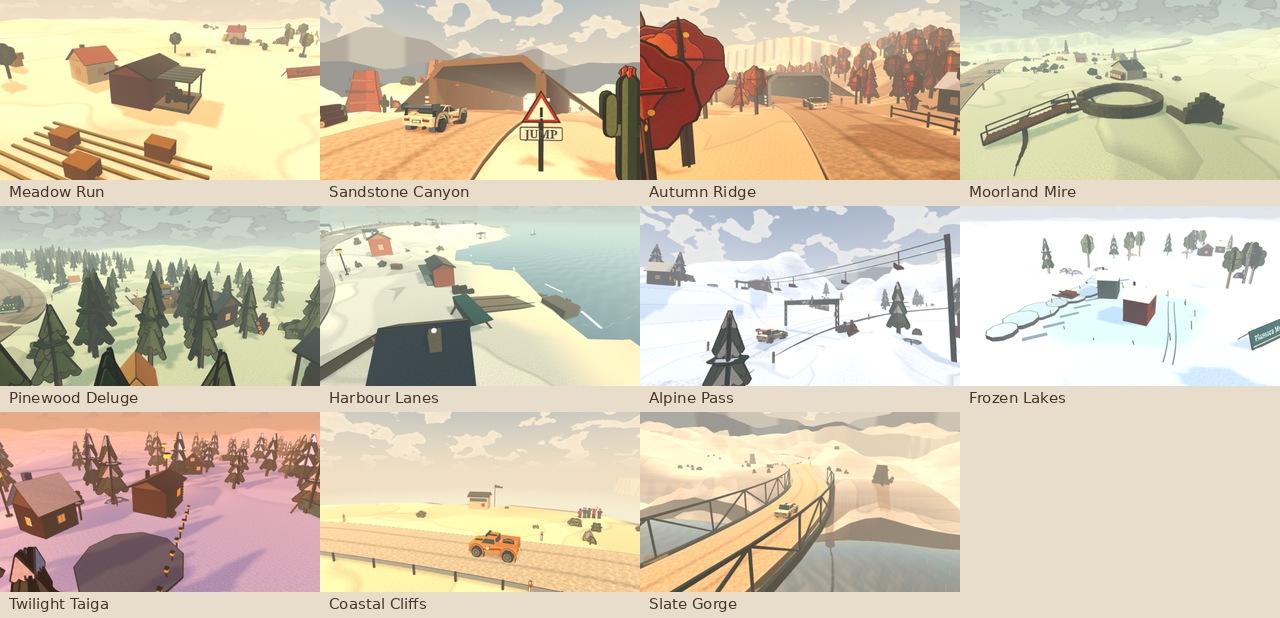 JUMP
Meadow Run
Sandstone Canyon
Autumn Ridge
Moorland Mire
Pinewood Deluge
Harbour Lanes
Alpine Pass
Frozen Lakes
Twilight Taiga
Coastal Cliffs
Slate Gorge